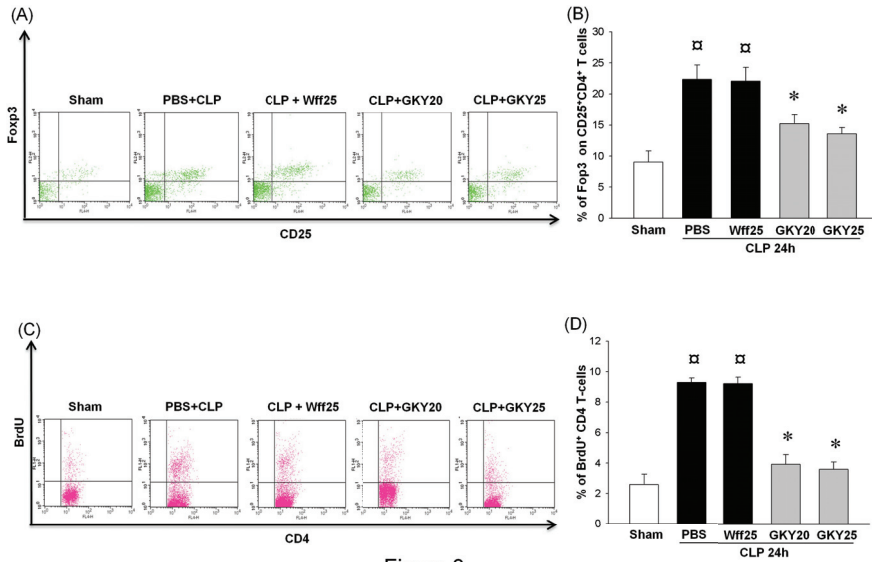 (A)
Foxp3
Sham
PBS+CLP
CLP + Wff25
CLP+GKY20
CLP+GKY25
CD25
(B)
% of Fop3 on CD25+CD4+ T cells
30
25
20
15
10
5
0
¤
¤
*
*
Sham
PBS
Wff25
GKY20
GKY25
CLP 24h
(C)
BrdU
Sham
PBS+CLP
CLP + Wff25
CLP+GKY20
CLP+GKY25
CD4
(D)
% of BrdU+ CD4 T-cells
12
10
8
6
4
2
0
¤
¤
*
*
Sham
PBS
Wff25
GKY20
GKY25
CLP 24h